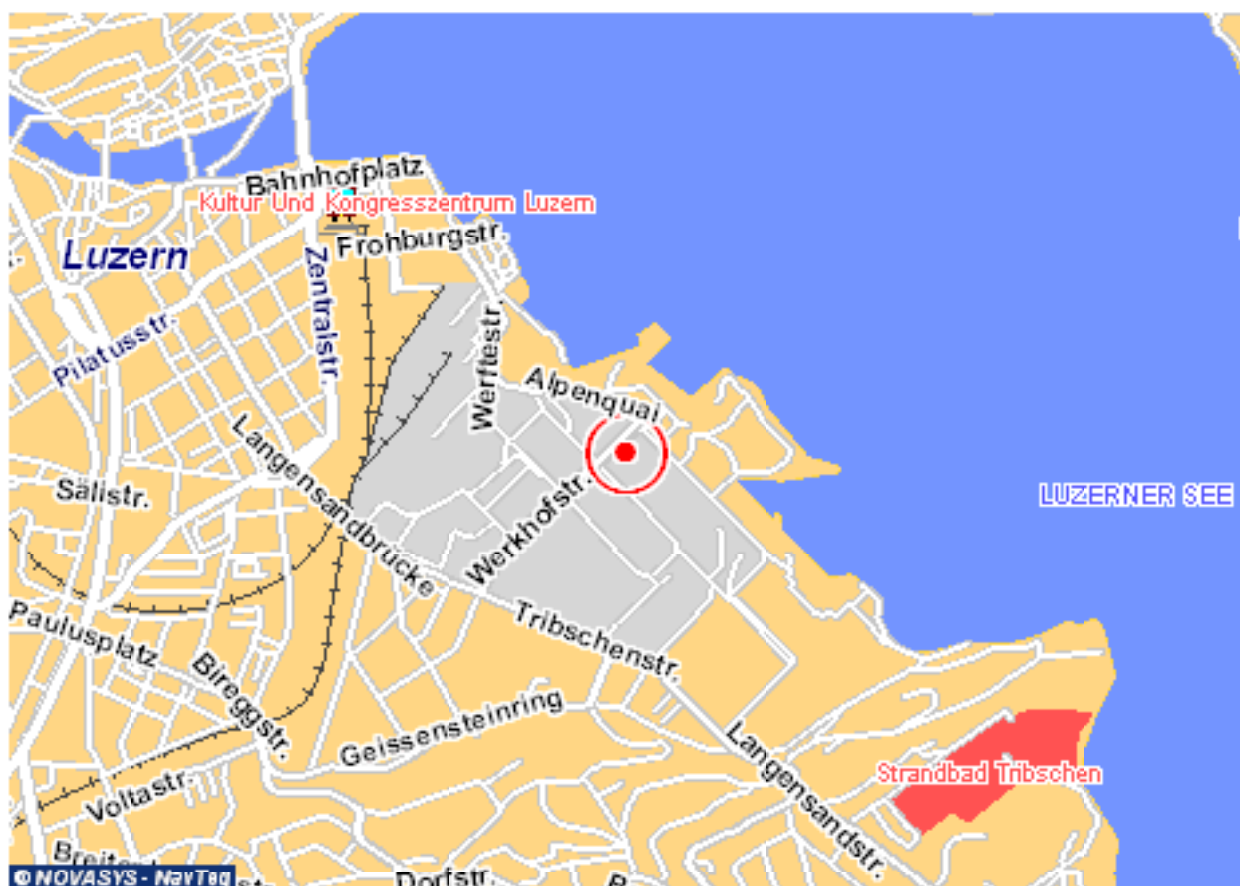 Bahnhofplatz
Kultur Und Kongresszentrum Luzern
Luzern
Frohburgstr.
Zentralstr.
Pilatusstr.
Werftestr.
Alpenquai
Langensandbrücke
Sälistr.
LUZERNER SEE
Werkhofstr.
Paulusplatz
Tribschenstr.
Bireggstr.
Geissensteinring
Langensandstr.
Strandbad Tribschen
Voltastr.
Dorfstr.
© NOVASYS - NavTeq